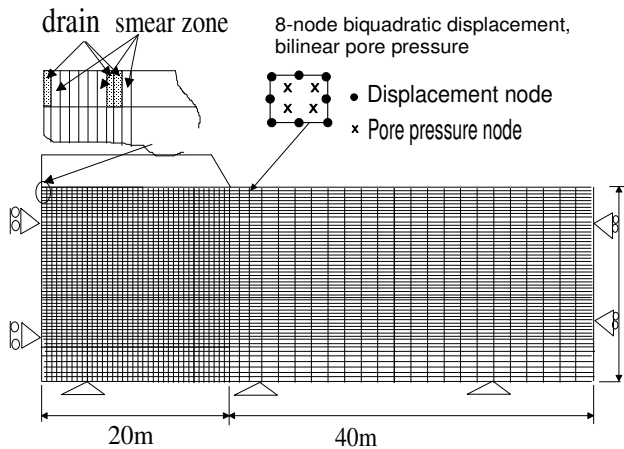 drain smear zone
8-node biquadratic displacement,
bilinear pore pressure
x x
x x
Displacement node
x Pore pressure node
20m
40m